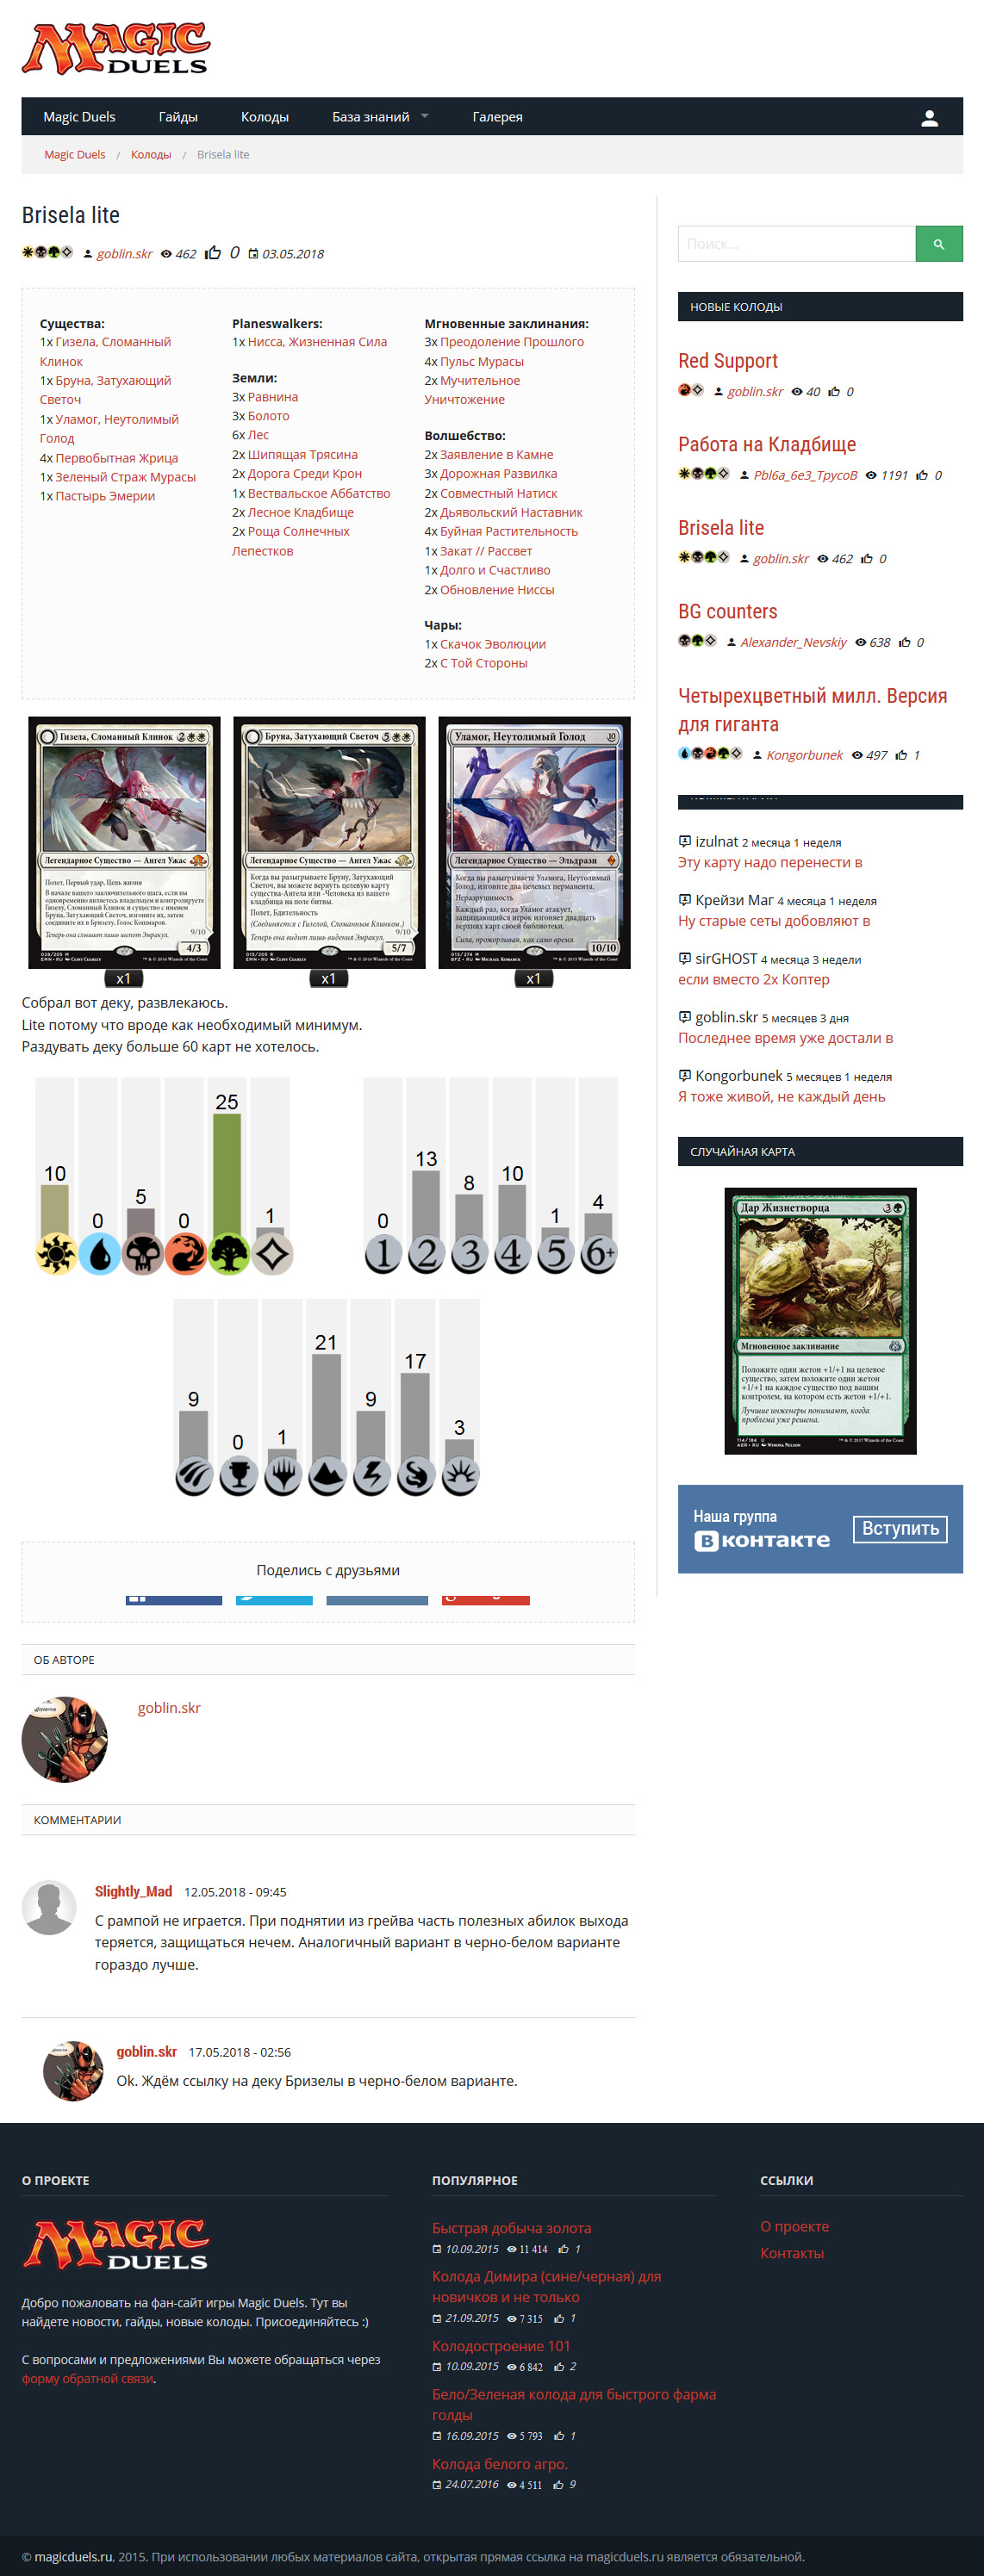 MAGIC
DUELS
Magic Duels Гайды Колоды База знаний Галерея
Magic Duels / Колоды / Brisela lite
Brisela lite
goblin.skr 462 0 03.05.2018
Существа:
1x Гизела, Сломанный
Клинок
1x Бруна, Затухающий
Светоч
1x Уламог, Неутолимый
Голод
4x Первобытная Жрица
1x Зеленый Страж Мурасы
1x Пастырь Эмерии
Planeswalkers:
1x Нисса, Жизненная Сила
Земли:
3x Равнина
3x Болото
6x Лес
2x Шипящая Трясина
2x Дорога Среди Крон
1x Вествальское Аббатство
2x Лесное Кладбище
2x Роща Солнечных
Лепестков
Мгновенные заклинания:
3x Преодоление Прошлого
4x Пульс Мурасы
2x Мучительное
Уничтожение
Волшебство:
2x Заявление в Камне
3x Дорожная Развилка
2x Совместный Натиск
2x Дьявольский Наставник
4x Буйная Растительность
1x Закат // Рассвет
1x Долго и Счастливо
2x Обновление Ниссы
Чары:
1x Скачок Эволюции
2x С Той Стороны
Гизела, Сломанный Клинок 2
Легендарное Существо — Ангел Ужас
Полет, Первый удар, Цепь жизни
В начале вашего заключительного шага, если вы
одновременно являетесь владельцем и контролируете
Гизелу, Сломанный Клинок и существо с именем
Бруна, Затухающий Светоч, изгоните их, затем
соедините их в Бризелу, Голос Кошмаров.
Теперь она слышит лишь шепот Эмракул.
9/10
4/3
x1
Бруна, Затухающий Светоч 5
Легендарное Существо — Ангел Ужас
Когда вы разыгрываете Бруну, Затухающий
Светоч, вы можете вернуть целевую карту
существа-Ангела или -Человека из вашего
кладбища на поле битвы.
Полет, Бдительность
(Соединяется с Гизелой, Сломанным Клинком.)
Теперь она видит лишь видения Эмракул.
9/10
5/7
x1
Уламог, Неутолимый Голод 10
Легендарное Существо — Эльдрази
Когда вы разыгрываете Уламога, Неутолимый
Голод, изгоните два целевых перманента.
Неразрушимость
Каждый раз, когда Уламог атакует,
защищающийся игрок изгоняет двадцать
верхних карт своей библиотеки.
Сила, прожорливая, как само время.
10/10
x1
Собрал вот деку, развлекаюсь.
Lite потому что вроде как необходимый минимум.
Раздувать деку больше 60 карт не хотелось.
10 0 5 0 25 1
0 13 8 10 1 4
1 2 3 4 5 6+
9 0 1 21 9 17 3
Поделись с друзьями
ОБ АВТОРЕ
goblin.skr
КОММЕНТАРИИ
Slightly_Mad 12.05.2018 - 09:45
С рампой не играется. При поднятии из грейва часть полезных абилок выхода
теряется, защищаться нечем. Аналогичный вариант в черно-белом варианте
гораздо лучше.
goblin.skr 17.05.2018 - 02:56
Ok. Ждём ссылку на деку Бризелы в черно-белом варианте.
Поиск...
НОВЫЕ КОЛОДЫ
Red Support
goblin.skr 40 0
Работа на Кладбище
Pbl6a_6e3_TpycoB 1191 0
Brisela lite
goblin.skr 462 0
BG counters
Alexander_Nevskiy 638 0
Четырехцветный милл. Версия
для гиганта
Kongorbunek 497 1
izulnat 2 месяца 1 неделя
Эту карту надо перенести в
Крейзи Маг 4 месяца 1 неделя
Ну старые сеты добовляют в
sirGHOST 4 месяца 3 недели
если вместо 2х Коптер
goblin.skr 5 месяцев 3 дня
Последнее время уже достали в
Kongorbunek 5 месяцев 1 неделя
Я тоже живой, не каждый день
СЛУЧАЙНАЯ КАРТА
Дар Жизнетворца 3
Мгновенное заклинание
Положите один жетон +1/+1 на целевое
существо, затем положите один жетон
+1/+1 на каждое существо под вашим
контролем, на котором есть жетон +1/+1.
Лучшие инженеры понимают, когда
проблема уже решена.
Наша группа
В контакте
Вступить
О ПРОЕКТЕ
MAGIC
DUELS
Добро пожаловать на фан-сайт игры Magic Duels. Тут вы
найдете новости, гайды, новые колоды. Присоединяйтесь :)
С вопросами и предложениями Вы можете обращаться через
форму обратной связи.
ПОПУЛЯРНОЕ
Быстрая добыча золота
10.09.2015 11 414 1
Колода Димира (сине/черная) для
новичков и не только
21.09.2015 7 315 1
Колодостроение 101
10.09.2015 6 842 2
Бело/Зеленая колода для быстрого фарма
голды
16.09.2015 5 793 1
Колода белого агро.
24.07.2016 4 511 9
ССЫЛКИ
О проекте
Контакты
© magicduels.ru, 2015. При использовании любых материалов сайта, открытая прямая ссылка на magicduels.ru является обязательной.